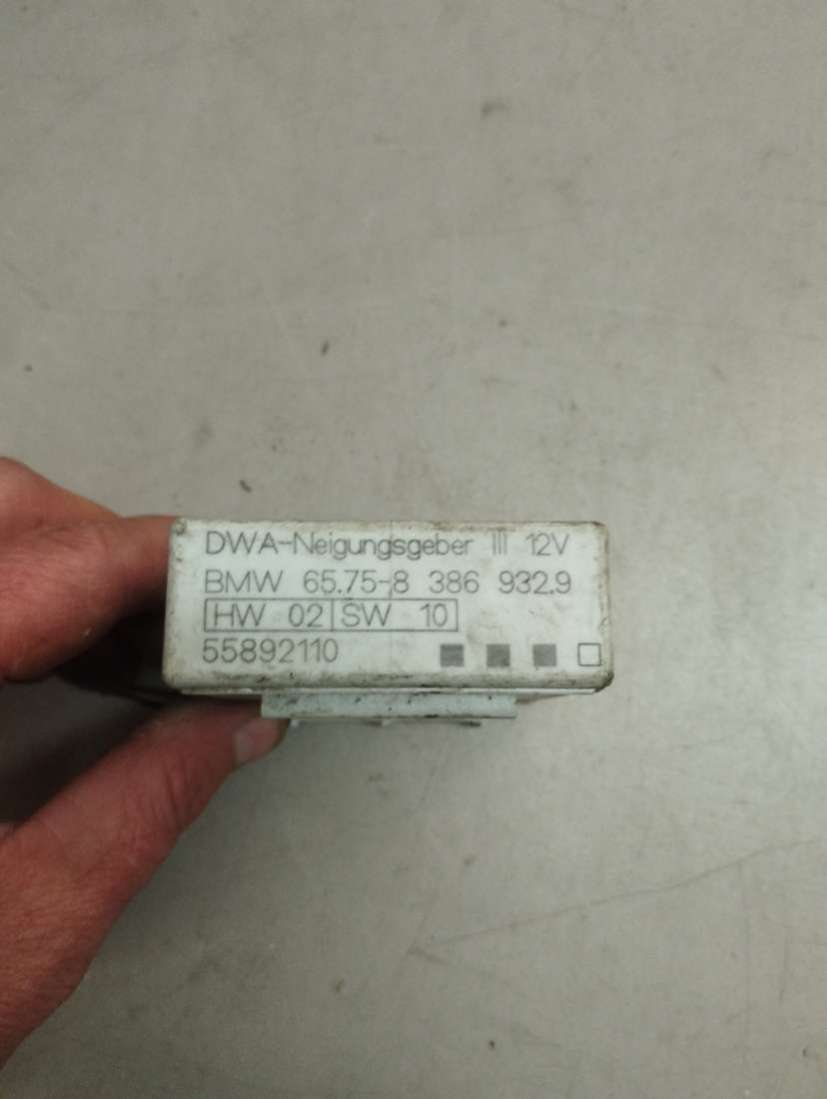 DWA-Neigungsgeber III 12V
BMW 65.75-8 386 932.9
HW 02 SW 10
55892110